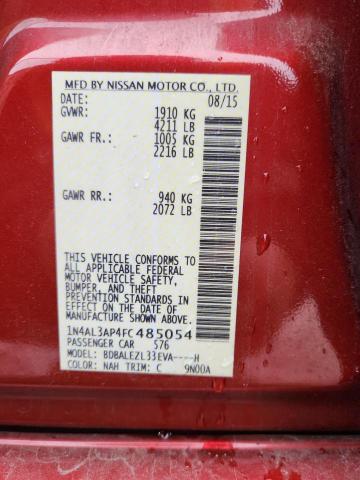 MFD BY NISSAN MOTOR CO., LTD.
DATE: 08/15
GVWR: 1910 KG
4211 LB
GAWR FR: 1005 KG
2216 LB
GAWR RR: 940 KG
2072 LB
THIS VEHICLE CONFORMS TO ALL
APPLICABLE FEDERAL
MOTOR VEHICLE SAFETY,
BUMPER, AND THEFT
PREVENTION STANDARDS IN
EFFECT ON THE DATE OF
MANUFACTURE SHOWN ABOVE.
1N4AL3AP4FC485054
PASSENGER CAR 576
MODEL: BDBALEZL33EVA----H
COLOR: NAH TRIM: C 9N00A